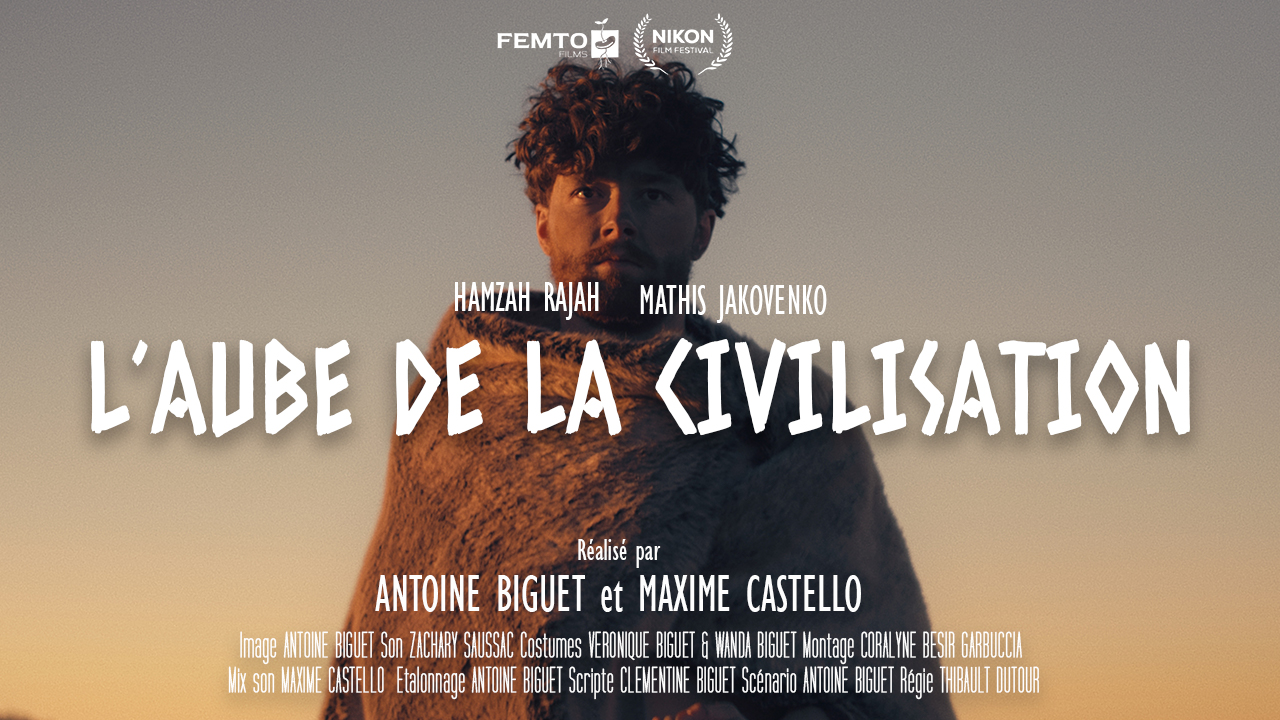 FEMTO
FILMS
NIKON
FILM FESTIVAL
HAMZAH RAJAH MATHIS JAKOVENKO
L'AUBE DE LA CIVILISATION
Réalisé par
ANTOINE BIGUET et MAXIME CASTELLO
Image ANTOINE BIGUET Son ZACHARY SAUSSAC Costumes VERONIQUE BIGUET & WANDA BIGUET Montage CORALYNE BESIR GARBUCCIA
Mix son MAXIME CASTELLO Etalonnage ANTOINE BIGUET Scripte CLEMENTINE BIGUET Scénario ANTOINE BIGUET Régie THIBAULT DUTOUR